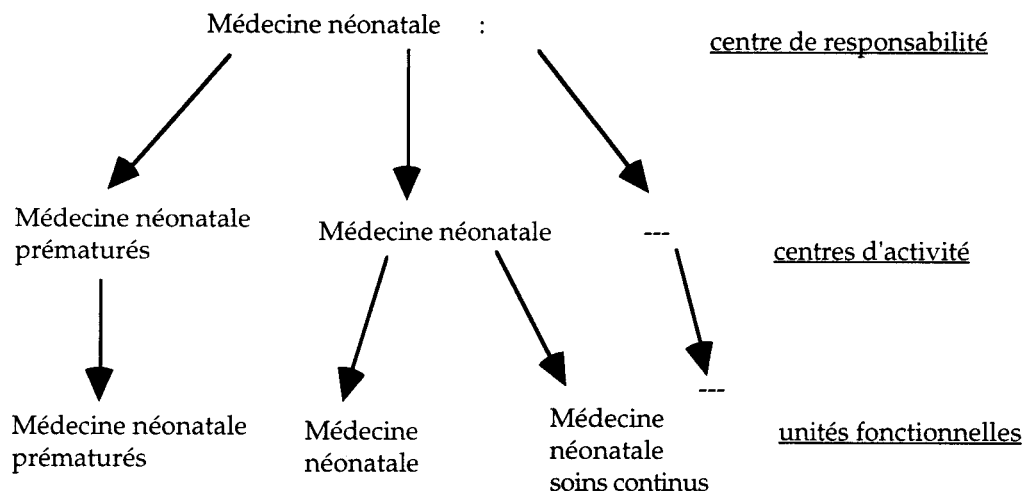 Médecine néonatale :
centre de responsabilité
Médecine néonatale
prématurés
Médecine néonatale
---
centres d'activité
Médecine néonatale
prématurés
Médecine
néonatale
Médecine
néonatale
soins continus
---
unités fonctionnelles